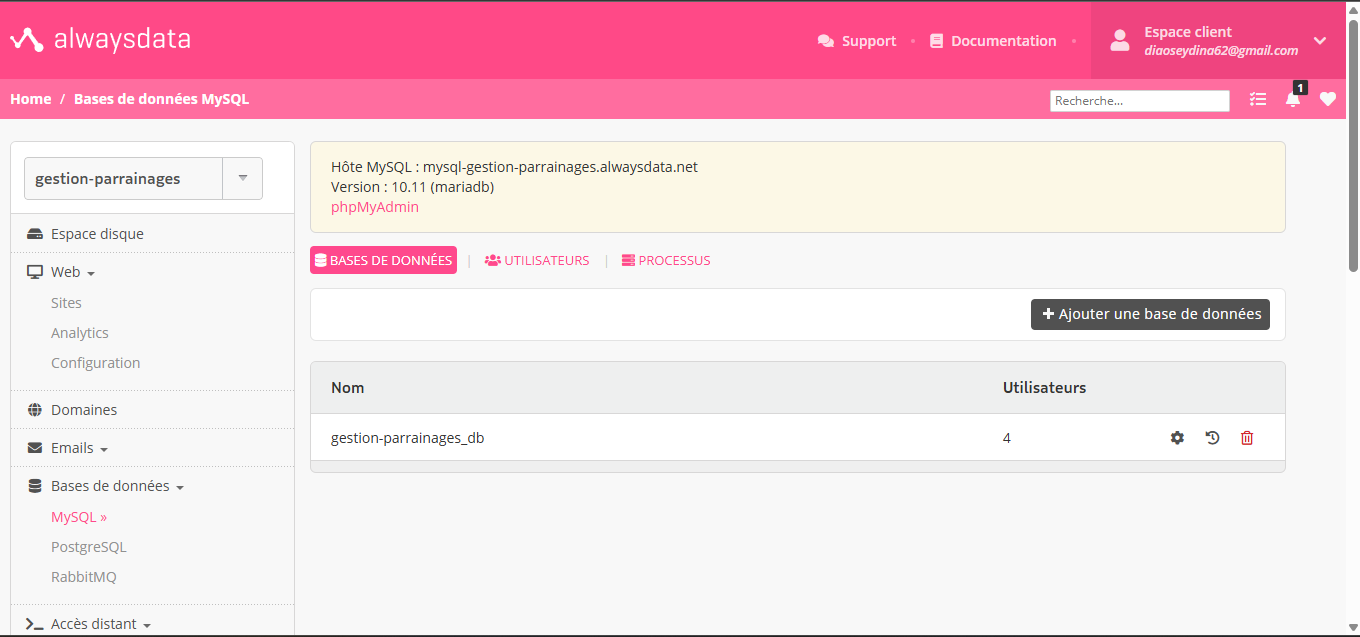 alwaysdata
Support
Documentation
Espace client
diaoseydina62@gmail.com
Home / Bases de données MySQL
Recherche...
1
gestion-parrainages
Espace disque
Web
Sites
Analytics
Configuration
Domaines
Emails
Bases de données
MySQL »
PostgreSQL
RabbitMQ
Accès distant
Hôte MySQL : mysql-gestion-parrainages.alwaysdata.net
Version : 10.11 (mariadb)
phpMyAdmin
BASES DE DONNÉES | UTILISATEURS | PROCESSUS
Ajouter une base de données
Nom Utilisateurs
gestion-parrainages_db 4